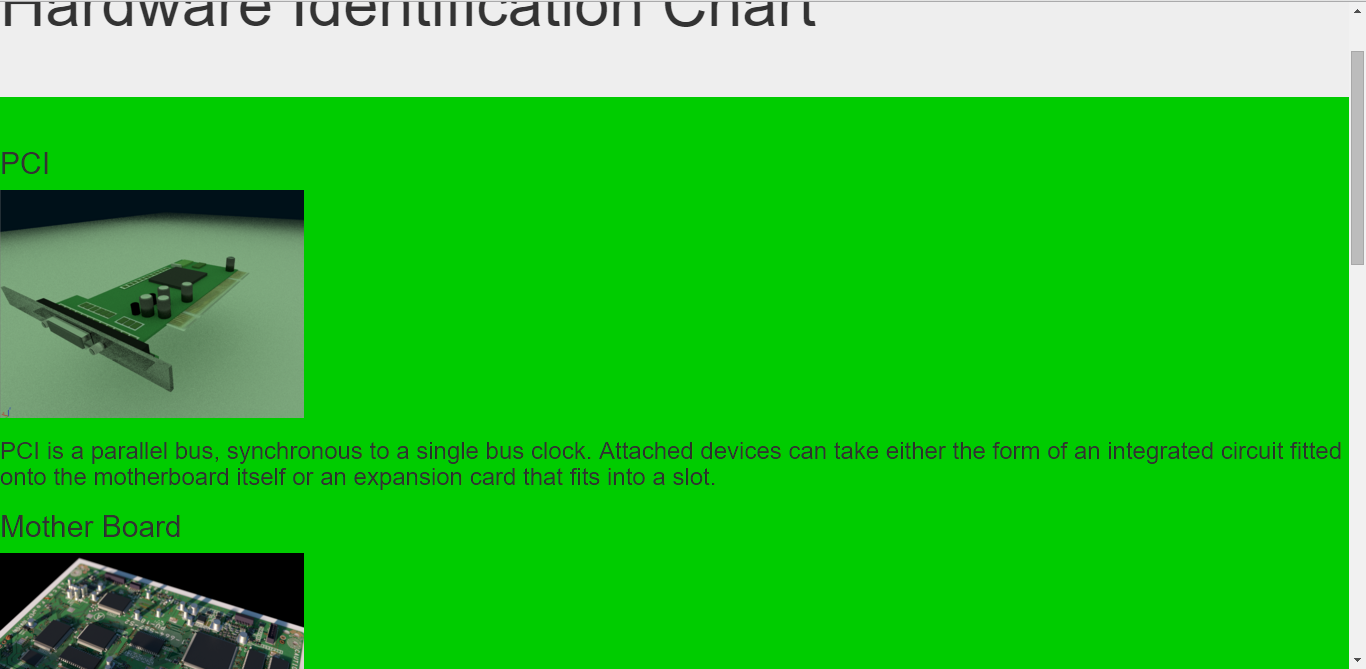 Hardware Identification Chart
PCI
PCI is a parallel bus, synchronous to a single bus clock. Attached devices can take either the form of an integrated circuit fitted
onto the motherboard itself or an expansion card that fits into a slot.
Mother Board